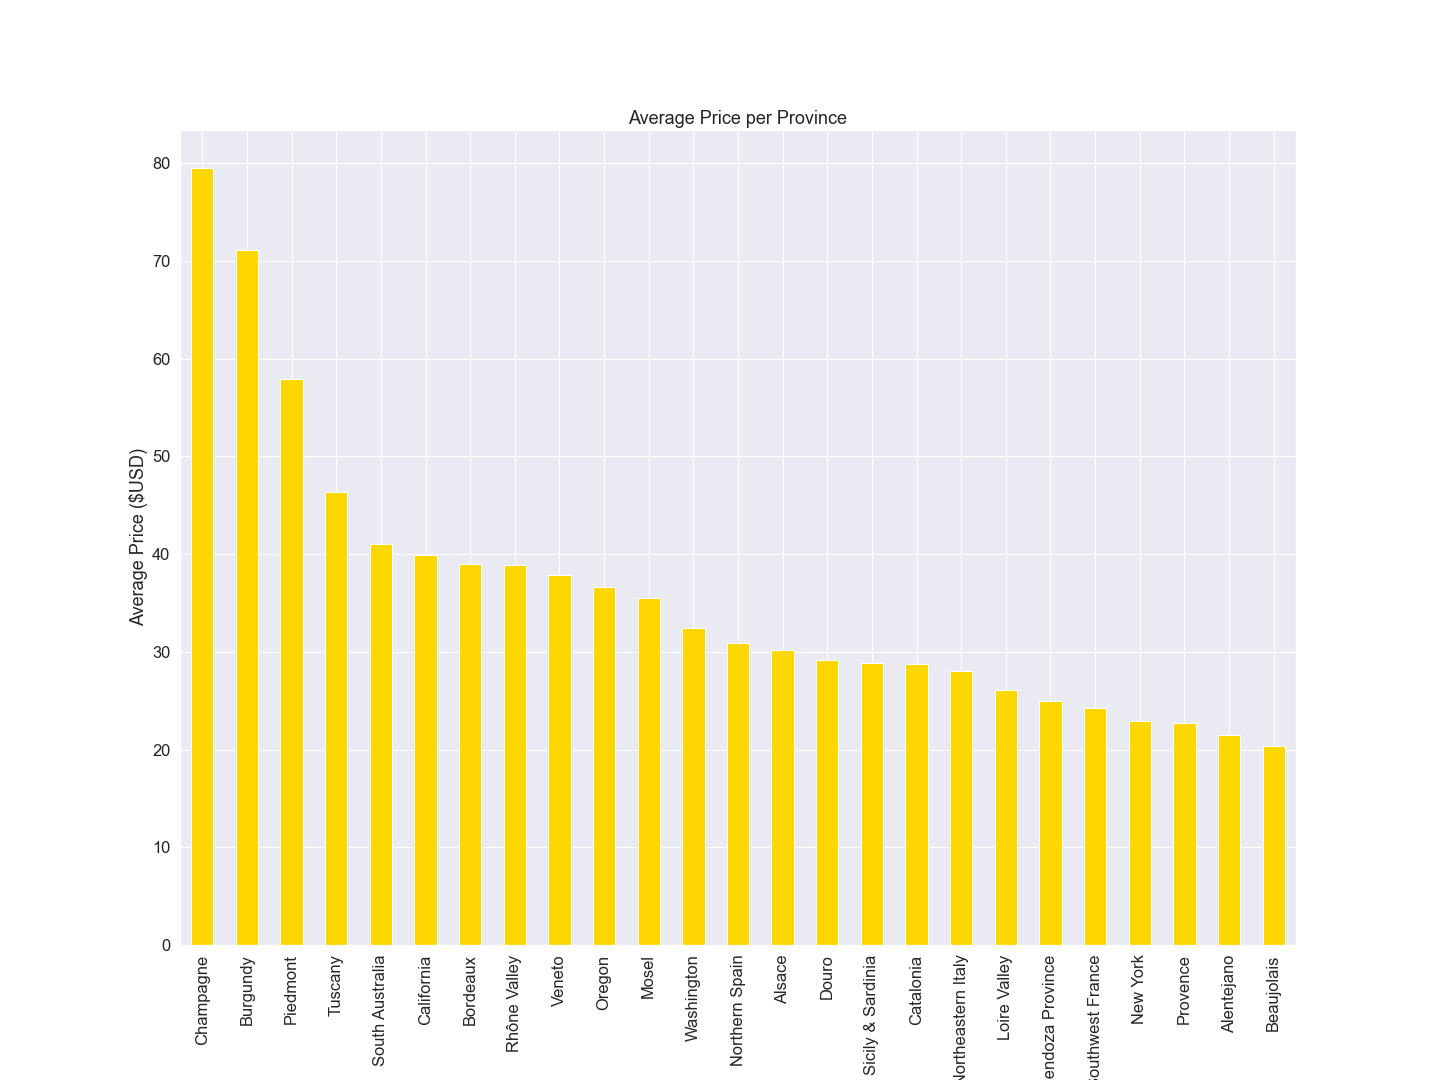 Average Price per Province
Average Price ($USD)
80
70
60
50
40
30
20
10
0
Champagne
Burgundy
Piedmont
Tuscany
South Australia
California
Bordeaux
Rhône Valley
Veneto
Oregon
Mosel
Washington
Northern Spain
Alsace
Douro
Sicily & Sardinia
Catalonia
Northeastern Italy
Loire Valley
endoza Province
outhwest France
New York
Provence
Alentejano
Beaujolais